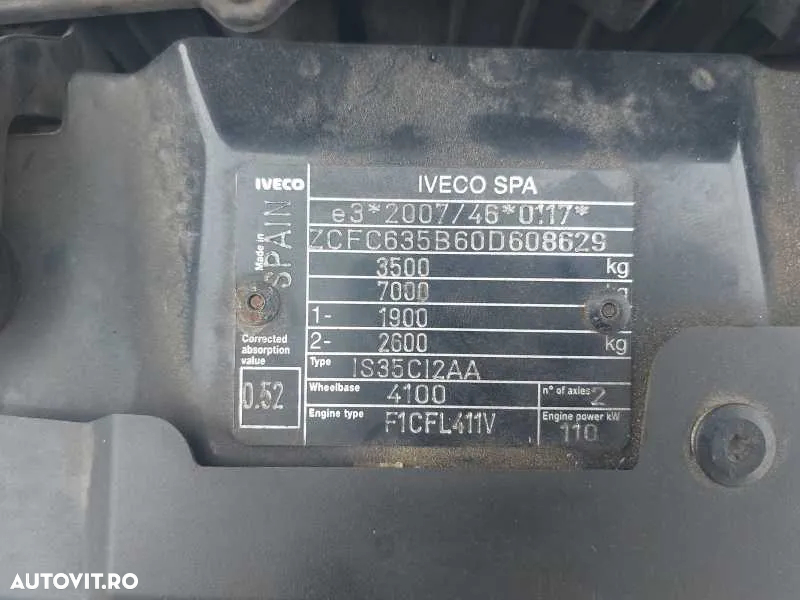 IVECO
IVECO SPA
Made in SPAIN
e3*2007/46*0117*
ZCFC635B60D608629
3500 kg
7000 kg
1- 1900
2- 2600 kg
Corrected absorption value
0.52
Type IS35CI2AA
Wheelbase 4100
n° of axles 2
Engine type F1CFL411V
Engine power kW 110
AUTOVIT.RO